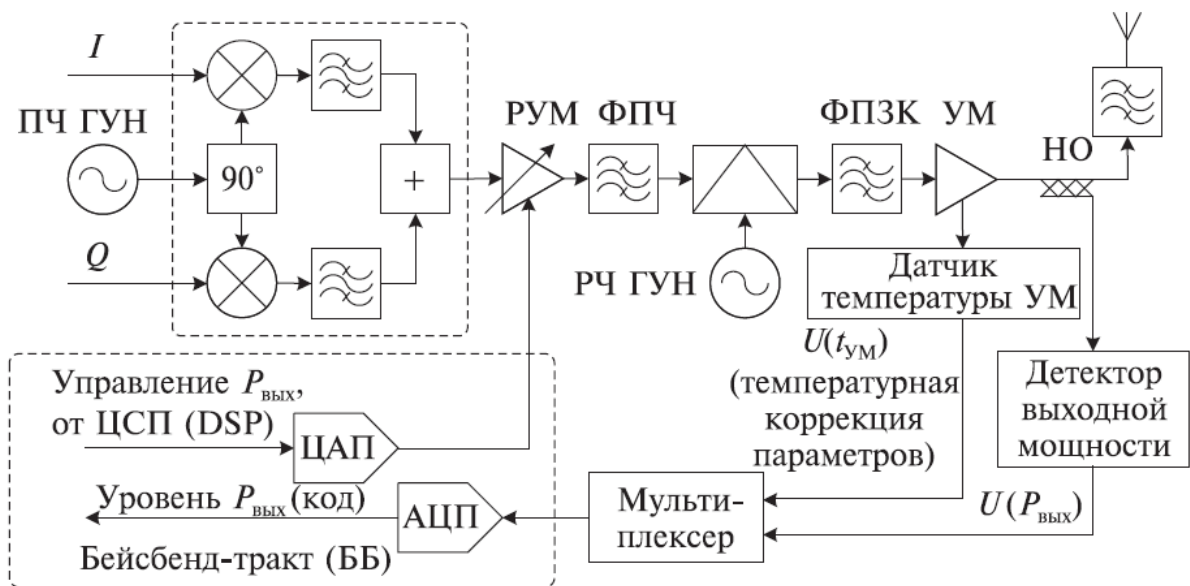 I
ПЧ ГУН
90°
Q
+
РУМ
ФПЧ
РЧ ГУН
ФПЗК
УМ
НО
Датчик
температуры УМ
U(tУМ)
(температурная
коррекция
параметров)
Детектор
выходной
мощности
U(Pвых)
Мульти-
плексер
Управление Pвых,
от ЦСП (DSP)
ЦАП
Уровень Pвых(код)
АЦП
Бейсбенд-тракт (ББ)